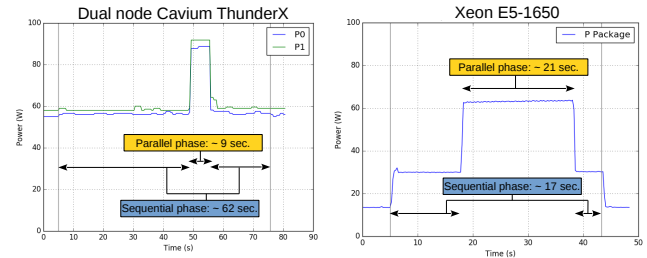 Dual node Cavium ThunderX
100
80
60
40
20
0
Power (W)
P0
P1
Parallel phase: ~ 9 sec.
Sequential phase: ~ 62 sec.
0 10 20 30 40 50 60 70 80 90
Time (s)
Xeon E5-1650
100
80
60
40
20
0
Power (W)
P Package
Parallel phase: ~ 21 sec.
Sequential phase: ~ 17 sec.
0 10 20 30 40 50
Time (s)